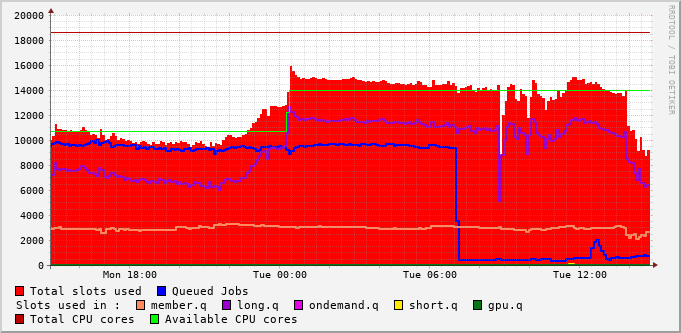 20000
18000
16000
14000
12000
10000
8000
6000
4000
2000
0
Mon 18:00 Tue 00:00 Tue 06:00 Tue 12:00
Total slots used Queued Jobs
Slots used in : member.q long.q ondemand.q short.q gpu.q
Total CPU cores Available CPU cores
RRDTOOL / TOBI OETIKER